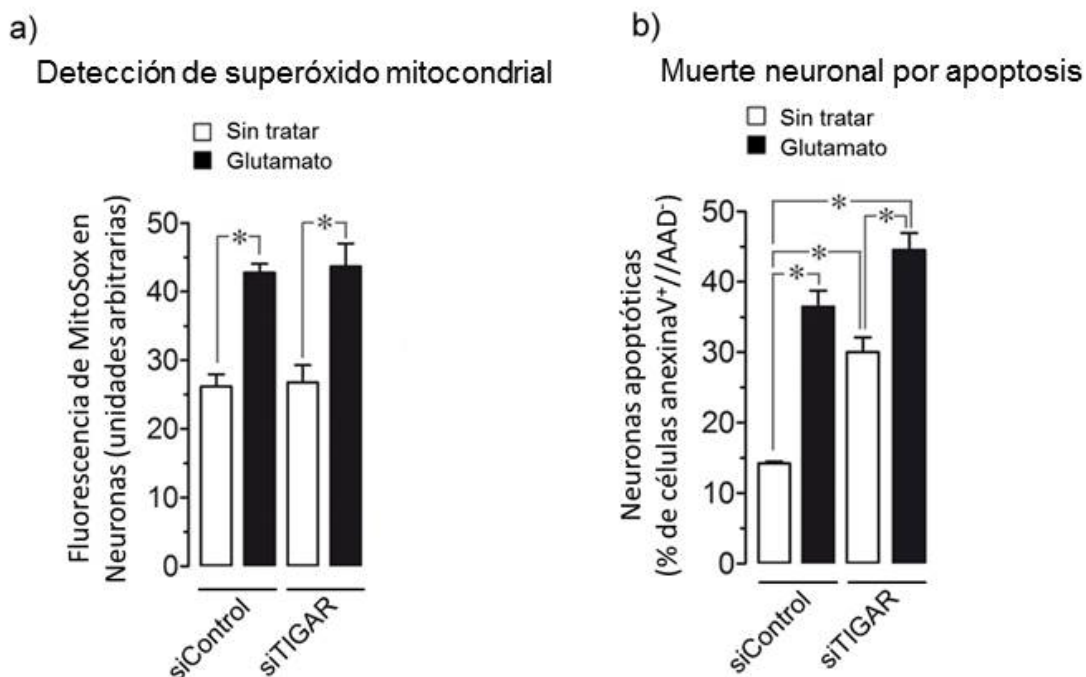 a)
Detección de superóxido mitocondrial
Sin tratar
Glutamato
Fluorescencia de MitoSox en
Neuronas (unidades arbitrarias)
50
40
30
20
10
0
*
*
siControl
siTIGAR
b)
Muerte neuronal por apoptosis
Sin tratar
Glutamato
Neuronas apoptóticas
(% de células anexinaV⁺//AAD⁻)
50
40
30
20
10
0
*
*
*
*
siControl
siTIGAR